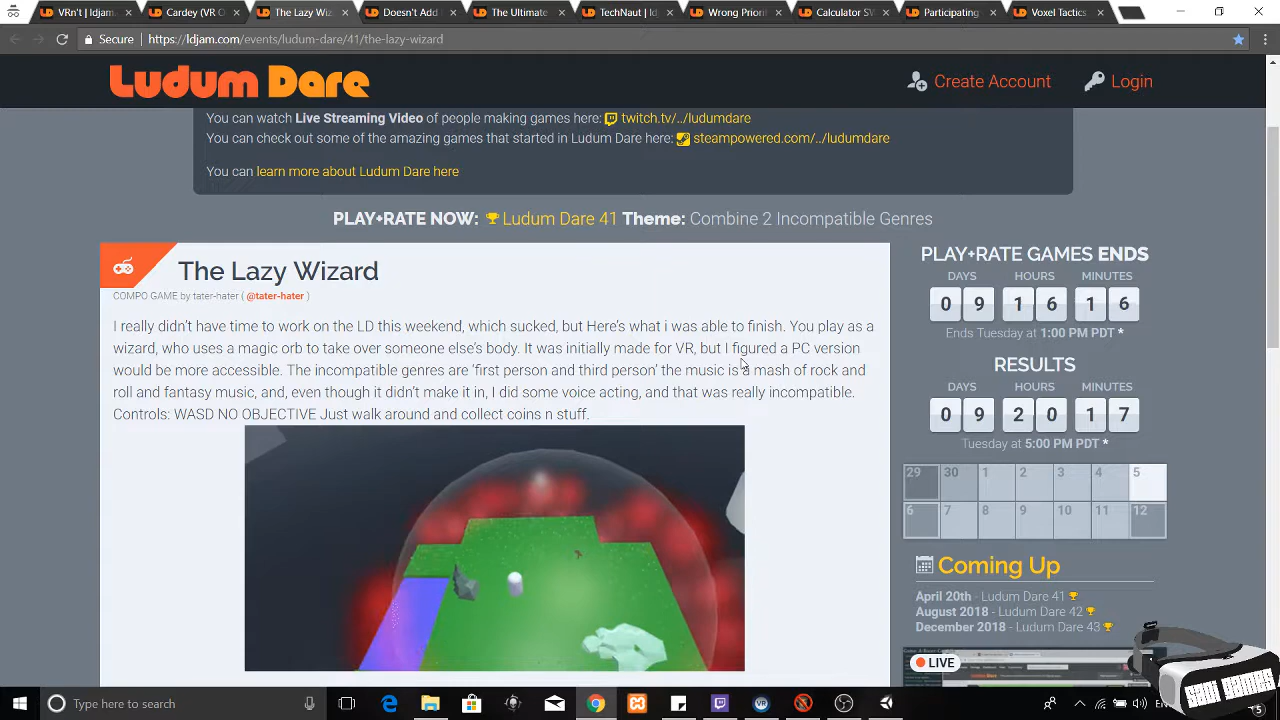 VRn't | Ldjam.
Cardey (VR O
The Lazy Wizard
Doesn't Add
The Ultimate
TechNaut | ld
Wrong Ron
Calculator Sy
Participating
Voxel Tactics
Secure
https://ldjam.com/events/ludum-dare/41/the-lazy-wizard
LuDum Dare
Create Account
Login
You can watch Live Streaming Video of people making games here: twitch.tv/../ludumdare
You can check out some of the amazing games that started in Ludum Dare here: steampowered.com/../ludumdare
You can learn more about Ludum Dare here
PLAY+RATE NOW: Ludum Dare 41 Theme: Combine 2 Incompatible Genres
The Lazy Wizard
COMPO GAME by tater-hater ( @tater-hater )
I really didn't have time to work on the LD this weekend, which sucked, but Here's what i was able to finish. You play as a
wizard, who uses a magic orb to take over someone else's body. It was initially made for VR, but I figured a PC version
would be more accessible. The incompatible genres are 'first person and third person' the music is a mash of rock and
roll and fantasy music, and, even though it didn't make it in, I did some voice acting, and that was really incompatible.
Controls: WASD NO OBJECTIVE Just walk around and collect coins n stuff.
PLAY+RATE GAMES ENDS
DAYS HOURS MINUTES
0 9 1 6 1 6
Ends Tuesday at 1:00 PM PDT *
RESULTS
DAYS HOURS MINUTES
0 9 2 0 1 7
Tuesday at 5:00 PM PDT *
29 30 1 2 3 4 5
6 7 8 9 10 11 12
Coming Up
April 20th - Ludum Dare 41
August 2018 - Ludum Dare 42
December 2018 - Ludum Dare 43
LIVE
Type here to search
ENG
5